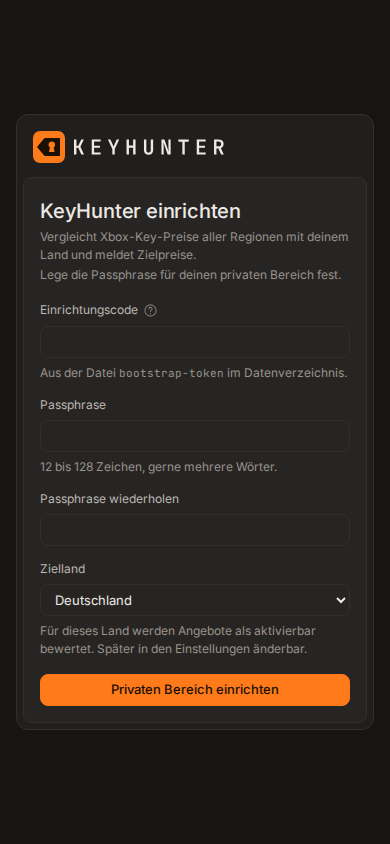 KEYHUNTER
KeyHunter einrichten
Vergleicht Xbox-Key-Preise aller Regionen mit deinem
Land und meldet Zielpreise.
Lege die Passphrase für deinen privaten Bereich fest.
Einrichtungscode ?
Aus der Datei bootstrap-token im Datenverzeichnis.
Passphrase
12 bis 128 Zeichen, gerne mehrere Wörter.
Passphrase wiederholen
Zielland
Deutschland
Für dieses Land werden Angebote als aktivierbar
bewertet. Später in den Einstellungen änderbar.
Privaten Bereich einrichten